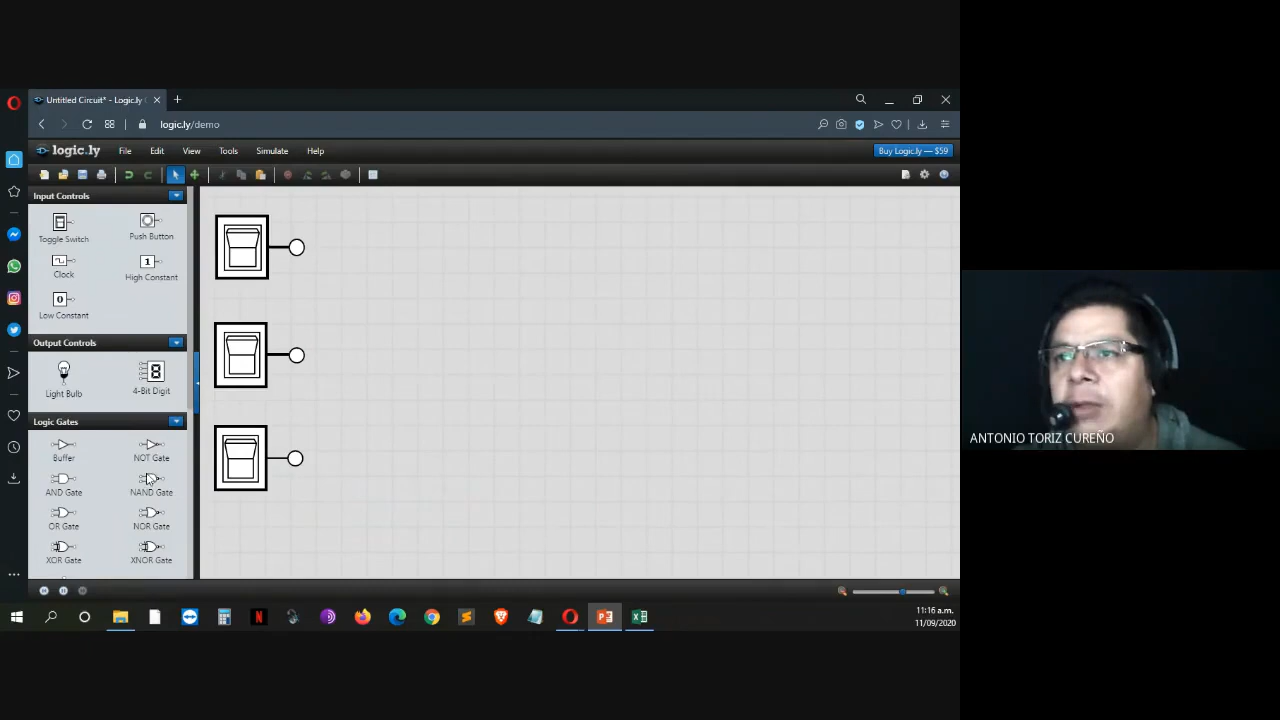 Untitled Circuit* - Logic.ly
logic.ly/demo
logic.ly
File Edit View Tools Simulate Help
Buy Logic.ly — $59
Input Controls
Toggle Switch Push Button
Clock High Constant
1
0
Low Constant
Output Controls
Light Bulb 4-Bit Digit
Logic Gates
Buffer NOT Gate
AND Gate NAND Gate
OR Gate NOR Gate
XOR Gate XNOR Gate
ANTONIO TORIZ CUREÑO
11:16 a.m.
11/09/2020